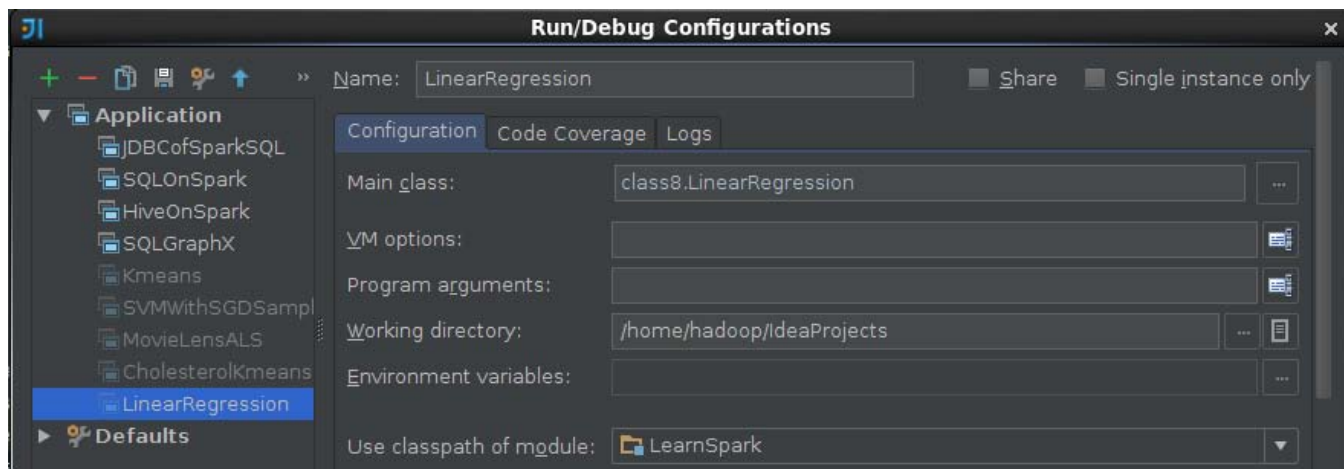 Run/Debug Configurations
Name: LinearRegression Share Single instance only
Application
JDBCofSparkSQL
SQLOnSpark
HiveOnSpark
SQLGraphX
Kmeans
SVMWithSGDSampl
MovieLensALS
CholesterolKmeans
LinearRegression
Defaults
Configuration Code Coverage Logs
Main class: class8.LinearRegression ...
VM options:
Program arguments:
Working directory: /home/hadoop/IdeaProjects ...
Environment variables: ...
Use classpath of module: LearnSpark